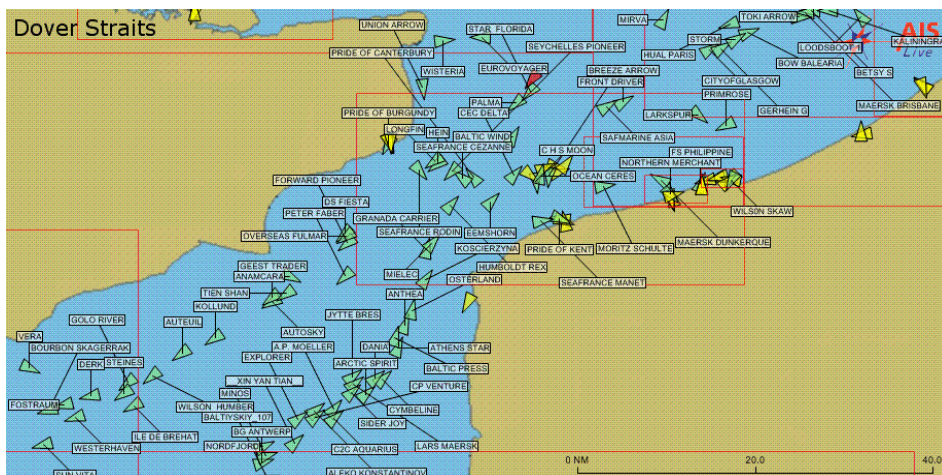 Dover Straits
UNION ARROW
STAR FLORIDA
MIRVA
TOKI ARROW
PRIDE OF CANTERBURY
SEYCHELLES PIONEER
STORM
LOODSBOOT 1
KALININGRA
AIS
Live
WISTERIA
EUROVOYAGER
BREEZE ARROW
HUAL PARIS
BOW BALEARIA
FRONT DRIVER
CITYOFGLASGOW
BETSY S
PRIMROSE
PALMA
CEC DELTA
GERHEIN G
MAERSK BRISBANE
PRIDE OF BURGUNDY
LARKSPUR
LONGFIN
HEIN
BALTIC WIND
SAFMARINE ASIA
SEAFRANCE CEZANNE
C H S MOON
FS PHILIPPINE
NORTHERN MERCHANT
OCEAN CERES
FORWARD PIONEER
DS FIESTA
WILSON SKAW
PETER FABER
GRANADA CARRIER
OVERSEAS FULMAR
SEAFRANCE RODIN
EEMSHORN
MAERSK DUNKERQUE
KOSCIERZYNA
PRIDE OF KENT
MORITZ SCHULTE
GEEST TRADER
HUMBOLDT REX
ANAMCARA
MIELEC
OSTERLAND
SEAFRANCE MANET
TIEN SHAN
ANTHEA
KOLLUND
GOLO RIVER
AUTEUIL
JYTTE BRES
VERA
AUTOSKY
BOURBON SKAGERRAK
A.P. MOELLER
DANIA
ATHENS STAR
EXPLORER
DERK
STEINES
ARCTIC SPIRIT
BALTIC PRESS
XIN YAN TIAN
CP VENTURE
MINOS
FOSTRAUM
WILSON HUMBER
CYMBELINE
BALTIYSKIY 107
SIDER JOY
BG ANTWERP
ILE DE BREHAT
WESTERHAVEN
NORDFJORD
C2C AQUARIUS
LARS MAERSK
0 NM
20.0
40.0
ALEKO KONSTANTINOV
SUN VITA